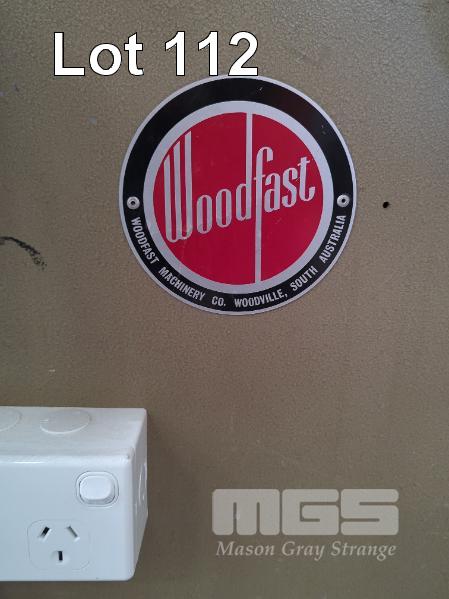 Lot 112
Woodfast
WOODFAST MACHINERY CO. WOODVILLE, SOUTH AUSTRALIA
MGS
Mason Gray Strange